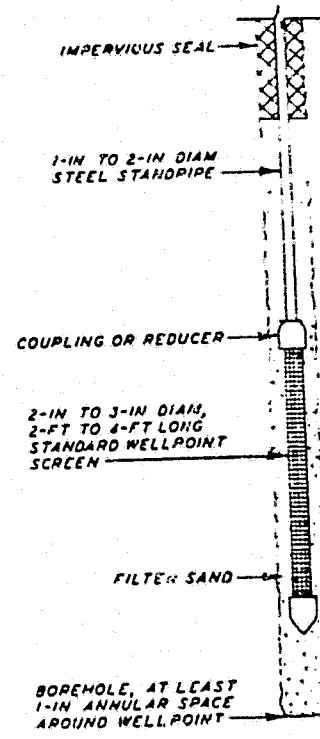 IMPERVIOUS SEAL
1-IN TO 2-IN DIAM
STEEL STANDPIPE
COUPLING OR REDUCER
2-IN TO 3-IN DIAM,
2-FT TO 4-FT LONG
STANDARD WELLPOINT
SCREEN
FILTER SAND
BOREHOLE, AT LEAST
1-IN ANNULAR SPACE
AROUND WELLPOINT